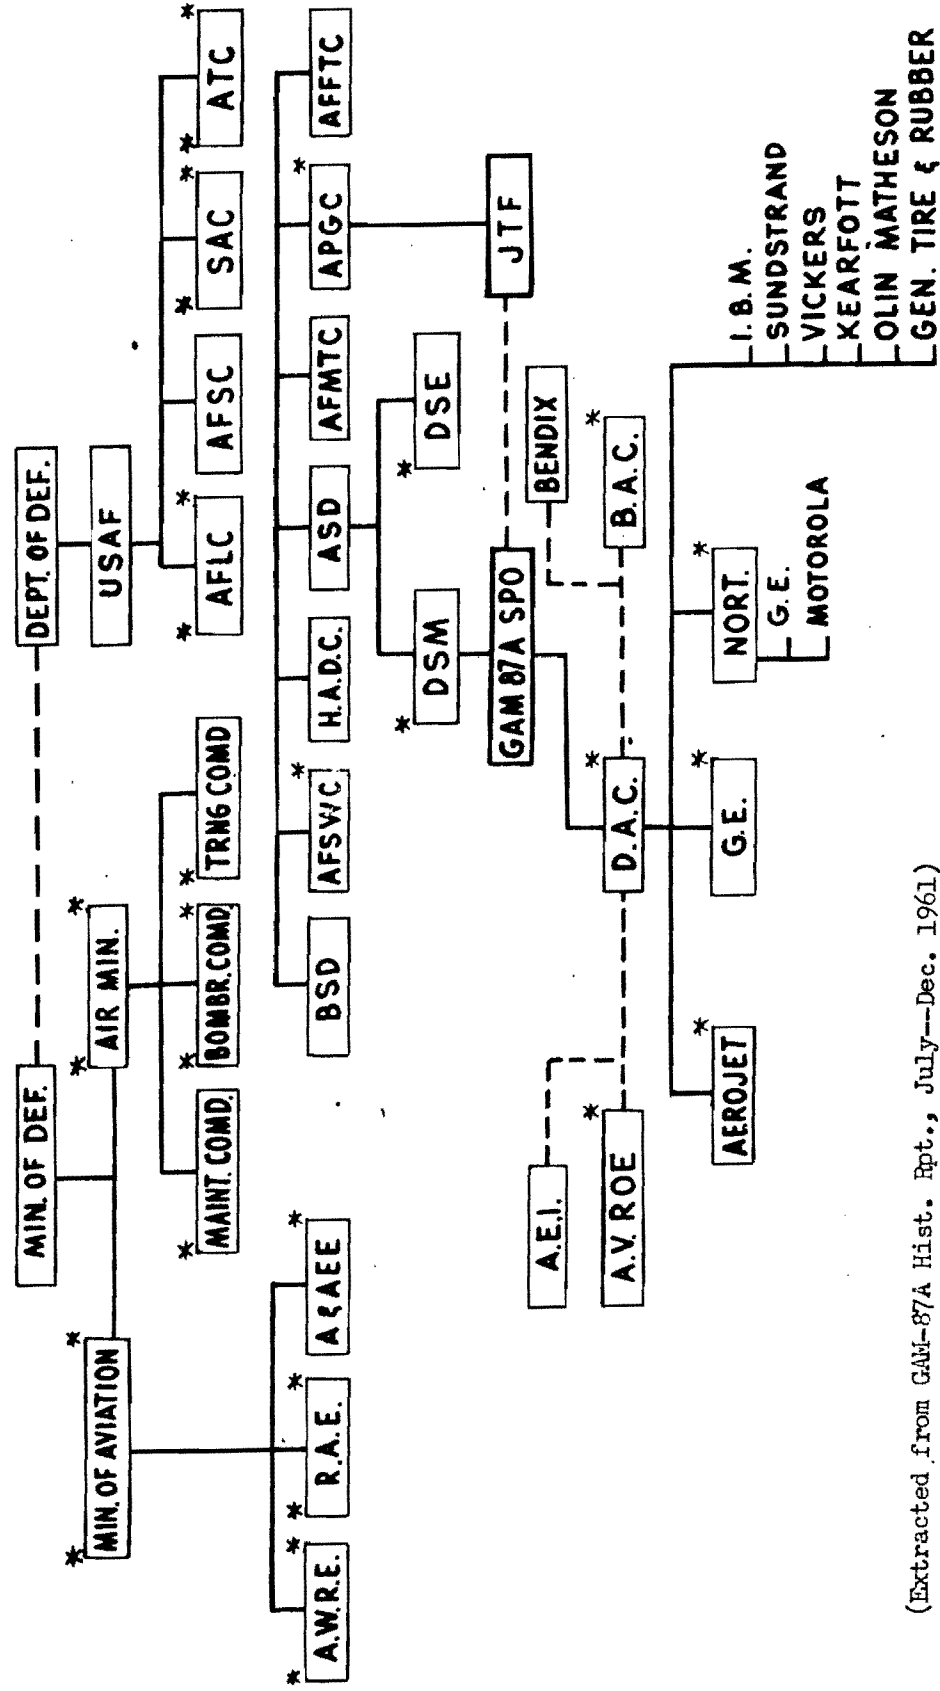 MIN. OF DEF.
DEPT. OF DEF.
* MIN. OF AVIATION *
* AIR MIN. *
USAF
* MAINT. COMD.
* BOMBR. COMD *
* TRNG COMD
* AFLC *
AFSC
* SAC *
* ATC *
* A.W.R.E. *
* R.A.E. *
A & AEE *
BSD
AFSWC *
H.A.D.C.
ASD
AFMTC
APGC *
AFFTC
* DSM
* DSE
GAM 87A SPO
JTF
A.E.I.
BENDIX
A.V. ROE *
D.A.C. *
B.A.C. *
AEROJET *
G.E. *
NORT. *
G.E.
MOTOROLA
I.B.M.
SUNDSTRAND
VICKERS
KEARFOTT
OLIN MATHESON
GEN. TIRE & RUBBER
(Extracted from GAM-87A Hist. Rpt., July--Dec. 1961)